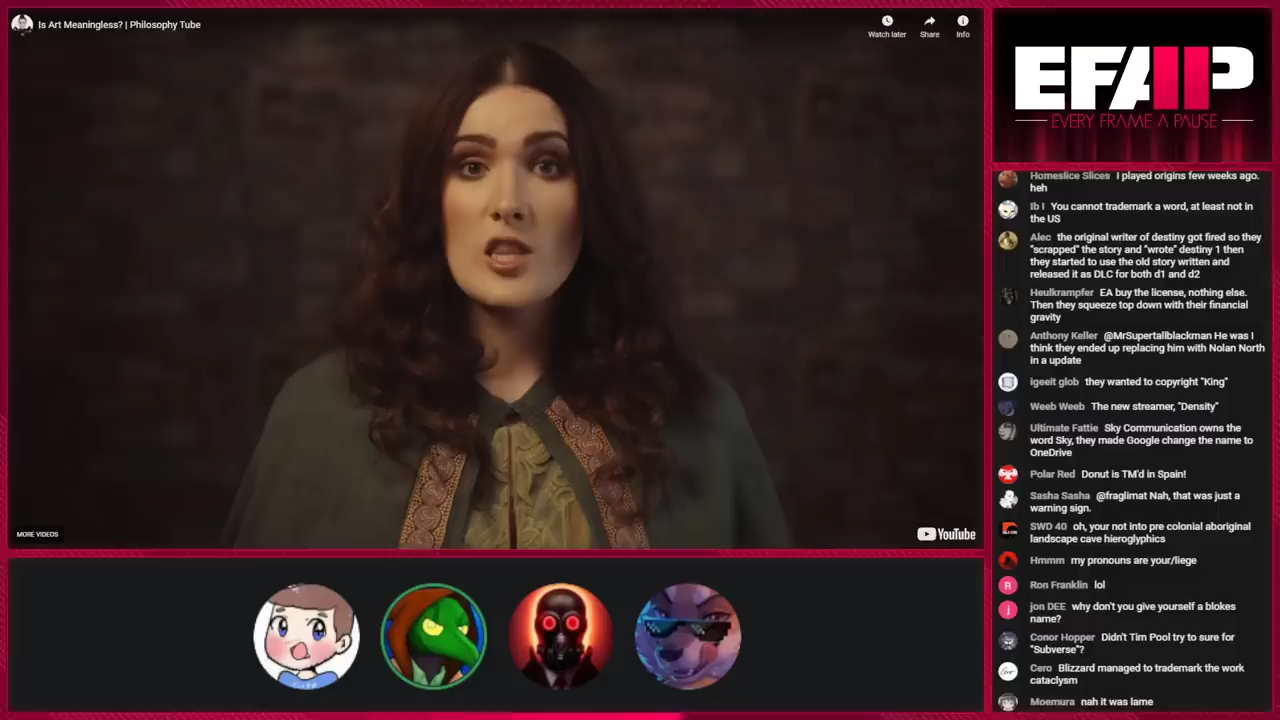 Is Art Meaningless? | Philosophy Tube
Watch later
Share
Info
MORE VIDEOS
YouTube
EFAP
EVERY FRAME A PAUSE
Homeslice Slices I played origins few weeks ago.
heh
Ib I You cannot trademark a word, at least not in
the US
Alec the original writer of destiny got fired so they
"scrapped" the story and "wrote" destiny 1 then
they started to use the old story written and
released it as DLC for both d1 and d2
Heulkrampfer EA buy the license, nothing else.
Then they squeeze top down with their financial
gravity
Anthony Keller @MrSupertallblackman He was I
think they ended up replacing him with Nolan North
in a update
igeeit glob they wanted to copyright "King"
Weeb Weeb The new streamer, "Density"
Ultimate Fattie Sky Communication owns the
word Sky, they made Google change the name to
OneDrive
Polar Red Donut is TM'd in Spain!
Sasha Sasha @fraglimat Nah, that was just a
warning sign.
SWD 40 oh, your not into pre colonial aboriginal
landscape cave hieroglyphics
Hmmm my pronouns are your/liege
R
Ron Franklin lol
j
jon DEE why don't you give yourself a blokes
name?
Conor Hopper Didn't Tim Pool try to sure for
"Subverse"?
Cero Blizzard managed to trademark the work
cataclysm
Moemura nah it was lame